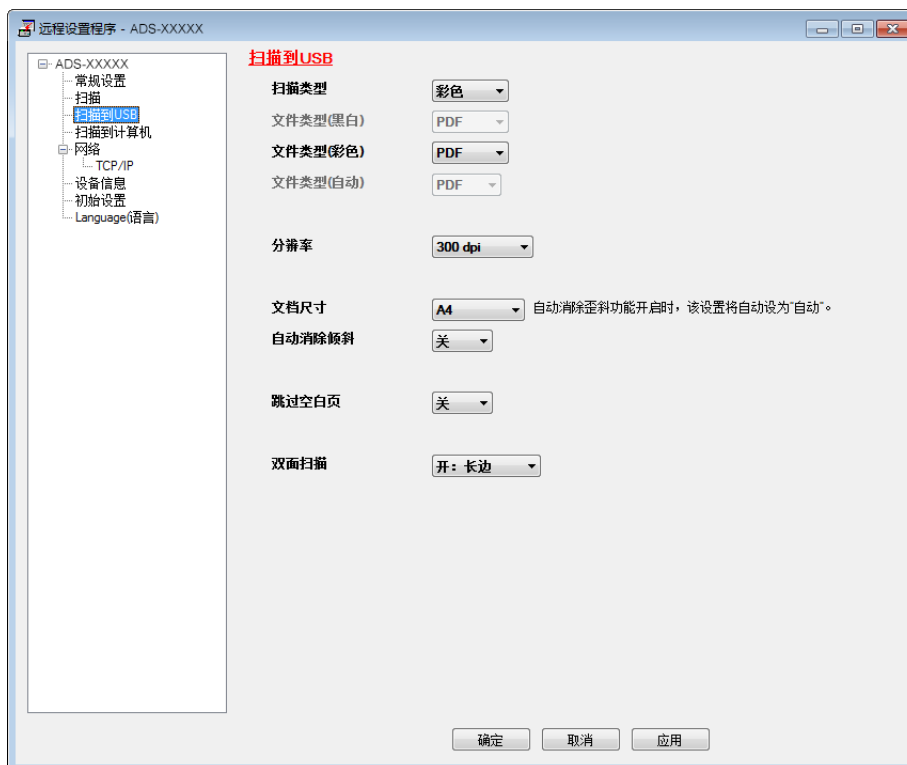 远程设置程序 - ADS-XXXXX
ADS-XXXXX
常规设置
扫描
扫描到USB
扫描到计算机
网络
TCP/IP
设备信息
初始设置
Language(语言)
扫描到USB
扫描类型 彩色
文件类型(黑白) PDF
文件类型(彩色) PDF
文件类型(自动) PDF
分辨率 300 dpi
文档尺寸 A4 自动消除歪斜功能开启时，该设置将自动设为"自动"。
自动消除倾斜 关
跳过空白页 关
双面扫描 开：长边
确定 取消 应用